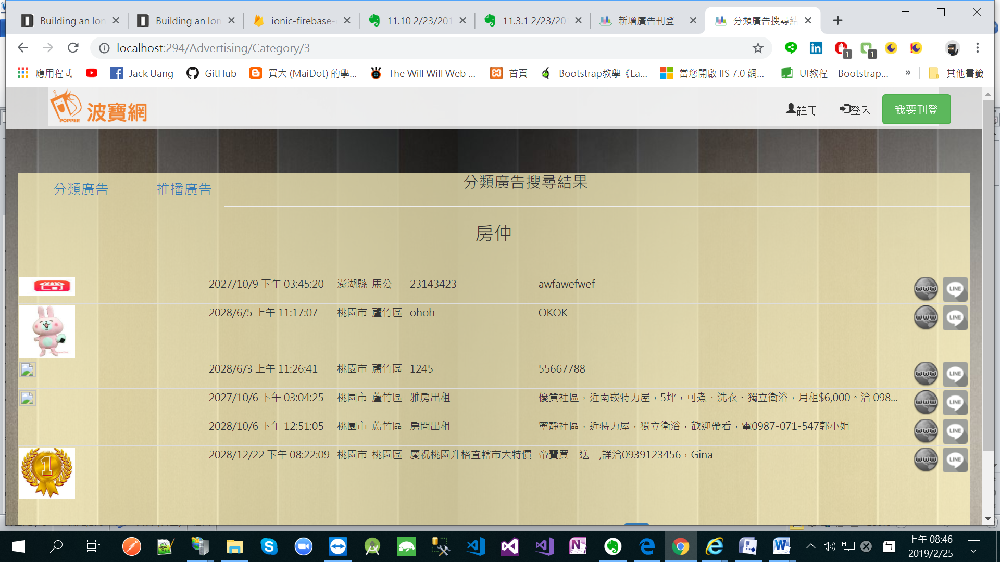 Building an Ion
Building an Ion
ionic-firebase-
11.10 2/23/201
11.3.1 2/23/20
新增廣告刊登
分類廣告搜尋結
localhost:294/Advertising/Category/3
1
1
應用程式
Jack Uang
GitHub
買大 (MaiDot) 的學...
The Will Will Web ...
首頁
Bootstrap教學《La...
當您開啟 IIS 7.0 網...
UI教程—Bootstrap...
»
其他書籤
POPPER
波寶網
註冊
登入
我要刊登
分類廣告
推播廣告
分類廣告搜尋結果
房仲
2027/10/9 下午 03:45:20 澎湖縣 馬公 23143423 awfawefwef
www LINE
2028/6/5 上午 11:17:07 桃園市 蘆竹區 ohoh OKOK
www LINE
2028/6/3 上午 11:26:41 桃園市 蘆竹區 1245 55667788
www LINE
2027/10/6 下午 03:04:25 桃園市 蘆竹區 雅房出租 優質社區，近南崁特力屋，5坪，可煮、洗衣、獨立衛浴，月租$6,000。洽 098...
www LINE
2028/10/6 下午 12:51:05 桃園市 蘆竹區 房間出租 寧靜社區，近特力屋，獨立衛浴，歡迎帶看，電0987-071-547郭小姐
www LINE
1
2028/12/22 下午 08:22:09 桃園市 桃園區 慶祝桃園升格直轄市大特價 帝寶買一送一,詳洽0939123456，Gina
www LINE
上午 08:46
2019/2/25